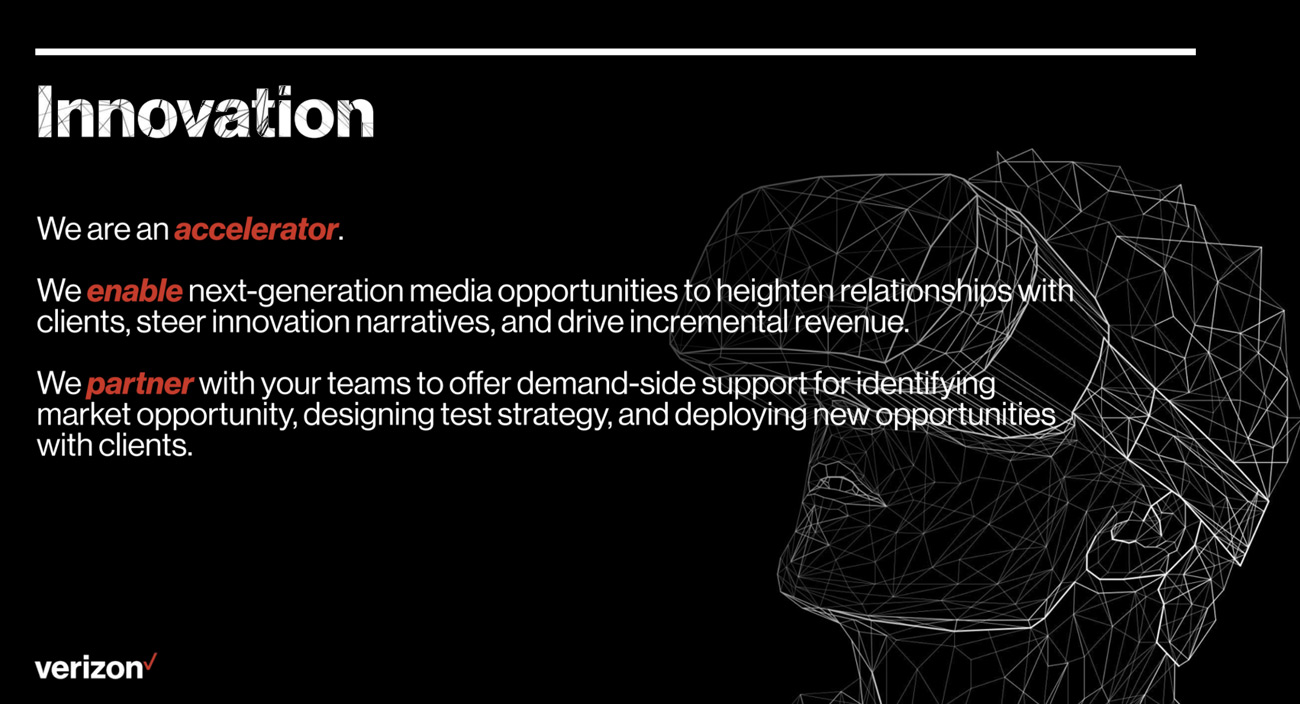 Innovation
We are an accelerator.
We enable next-generation media opportunities to heighten relationships with
clients, steer innovation narratives, and drive incremental revenue.
We partner with your teams to offer demand-side support for identifying
market opportunity, designing test strategy, and deploying new opportunities
with clients.
verizon✓